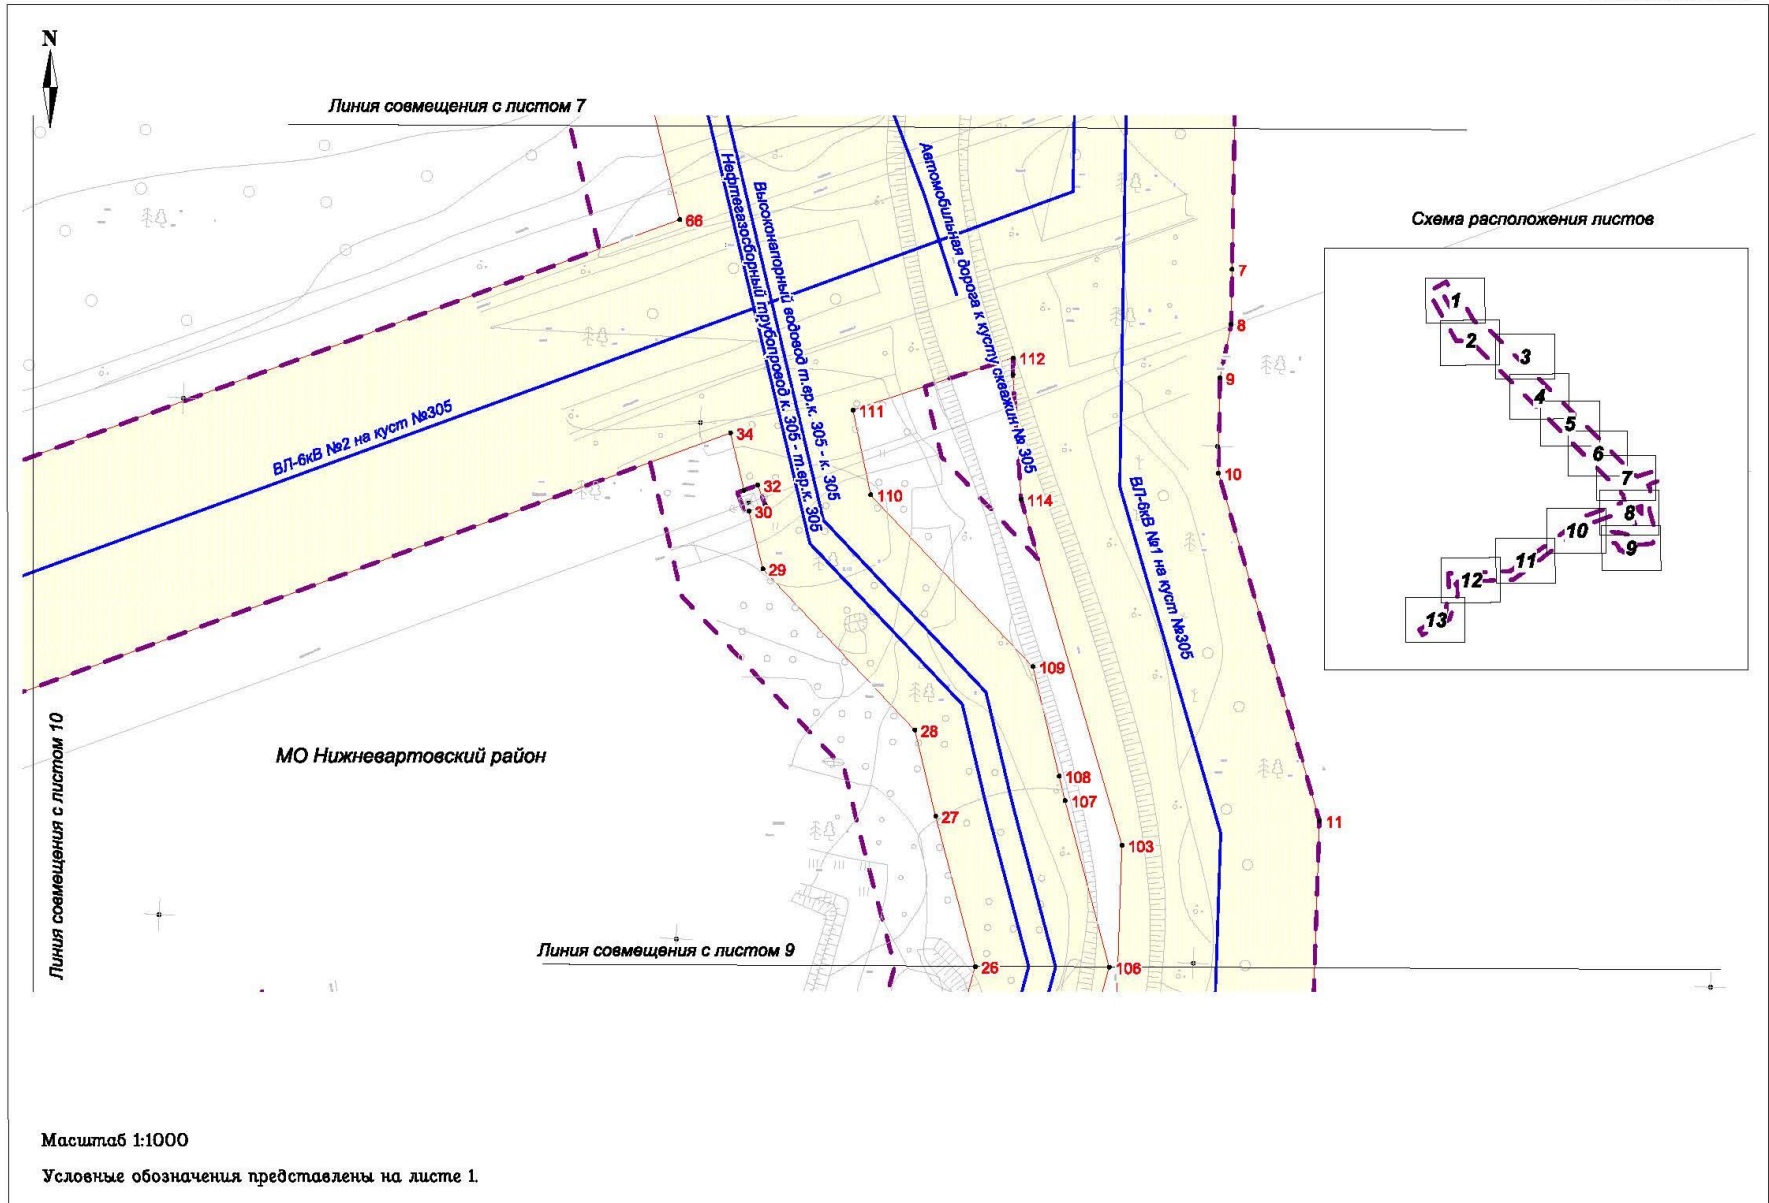 N
Линия совмещения с листом 7
Нефтегазосборный трубопровод к. 305 - т.вр.к. 305
Высоконапорный водовод т.вр.к. 305 - к. 305
Автомобильная дорога к кусту скважин № 305
66
7
8
9
10
11
112
111
110
114
34
32
30
29
28
27
26
109
108
107
103
106
ВЛ-6кВ №2 на куст №305
ВЛ-6кВ №1 на куст №305
Схема расположения листов
1
2
3
4
5
6
7
8
9
10
11
12
13
МО Нижневартовский район
Линия совмещения с листом 10
Линия совмещения с листом 9
Масштаб 1:1000
Условные обозначения представлены на листе 1.